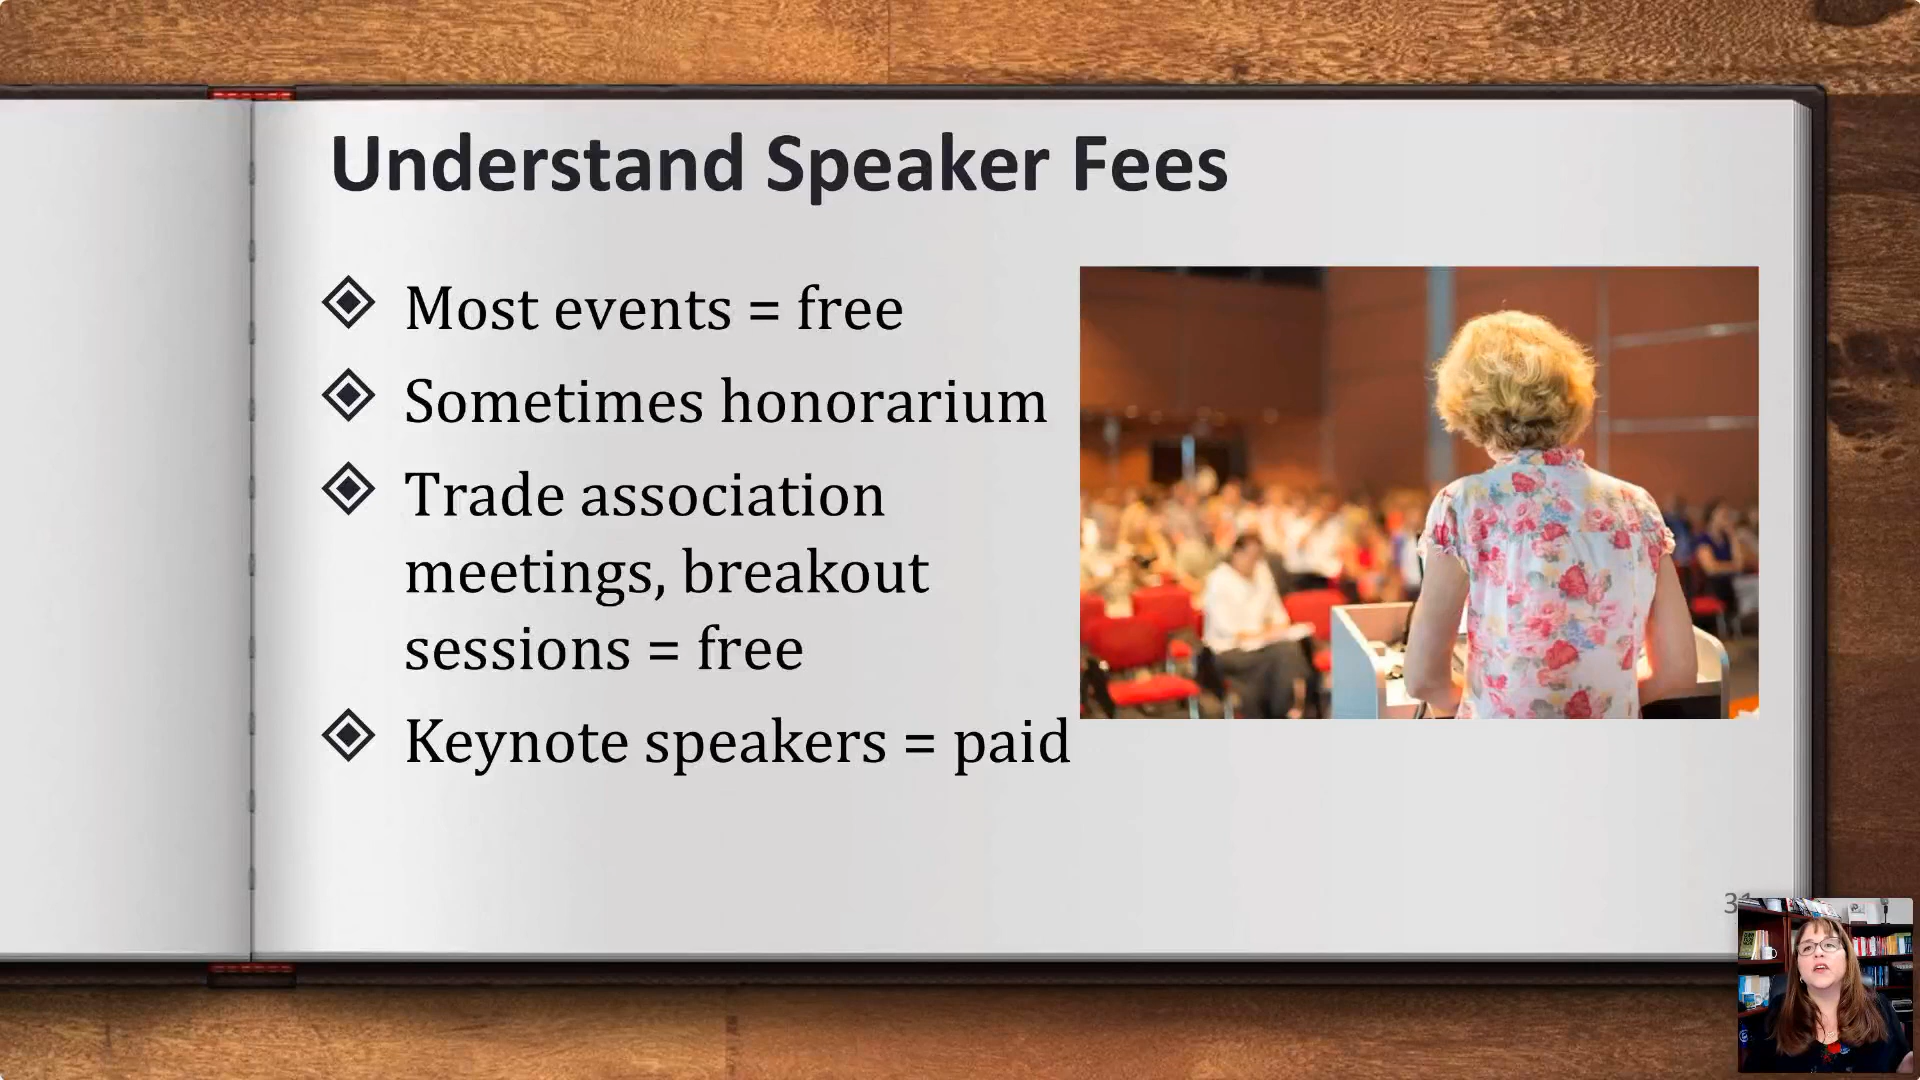 Understand Speaker Fees
Most events = free
Sometimes honorarium
Trade association
meetings, breakout
sessions = free
Keynote speakers = paid